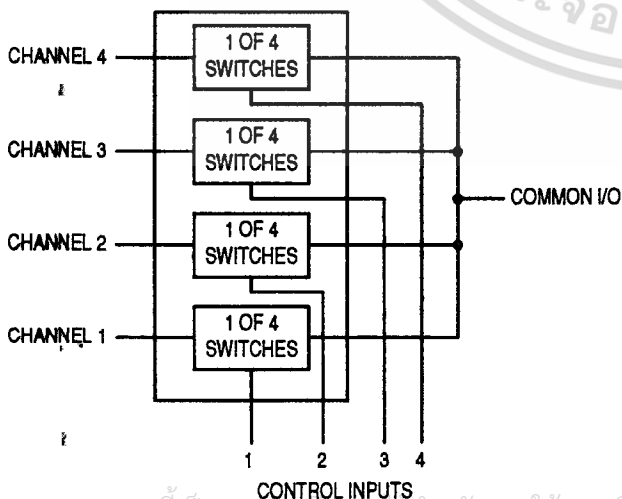 CHANNEL 4
1 OF 4
SWITCHES
CHANNEL 3
1 OF 4
SWITCHES
COMMON I/O
CHANNEL 2
1 OF 4
SWITCHES
CHANNEL 1
1 OF 4
SWITCHES
1 2 3 4
CONTROL INPUTS